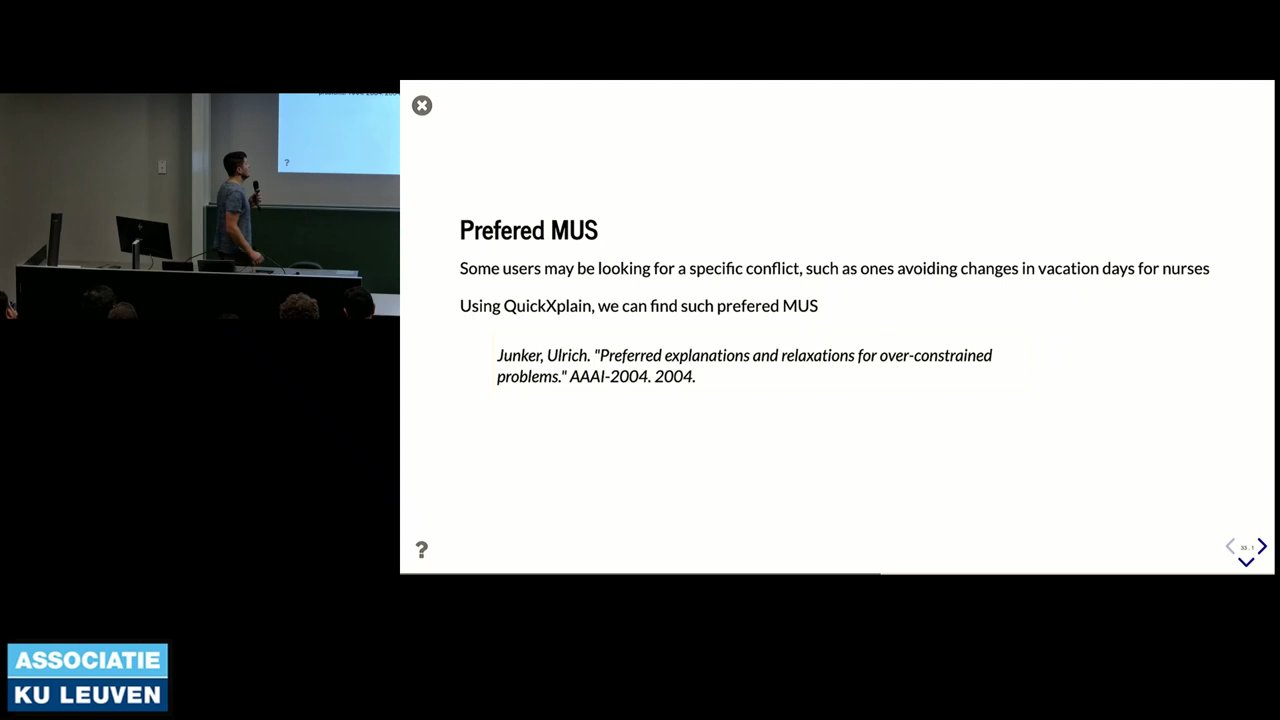 Prefered MUS
Some users may be looking for a specific conflict, such as ones avoiding changes in vacation days for nurses
Using QuickXplain, we can find such prefered MUS
Junker, Ulrich. "Preferred explanations and relaxations for over-constrained
problems." AAAI-2004. 2004.
?
?
33.1
ASSOCIATIE
KU LEUVEN